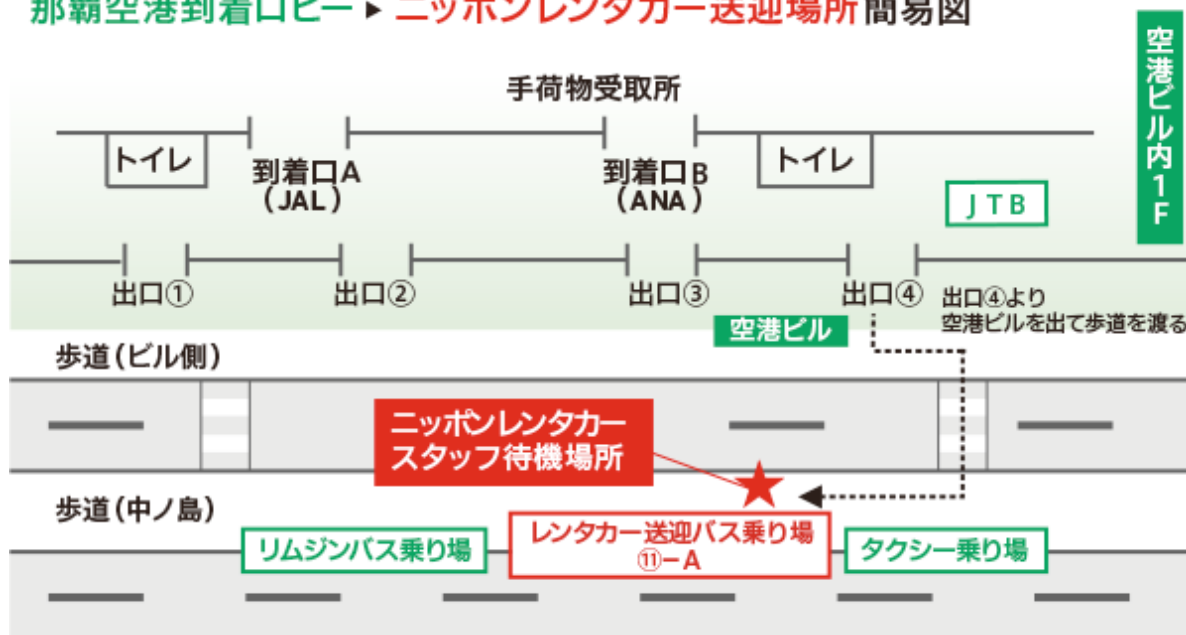 那覇空港到着ロビー ▶ ニッポンレンタカー送迎場所簡易図
空港ビル内1F
手荷物受取所
トイレ
到着口A
(JAL)
到着口B
(ANA)
トイレ
JTB
出口①
出口②
出口③
出口④
出口④より
空港ビルを出て歩道を渡る
空港ビル
歩道(ビル側)
ニッポンレンタカー
スタッフ待機場所
歩道(中ノ島)
リムジンバス乗り場
レンタカー送迎バス乗り場
⑪-A
タクシー乗り場